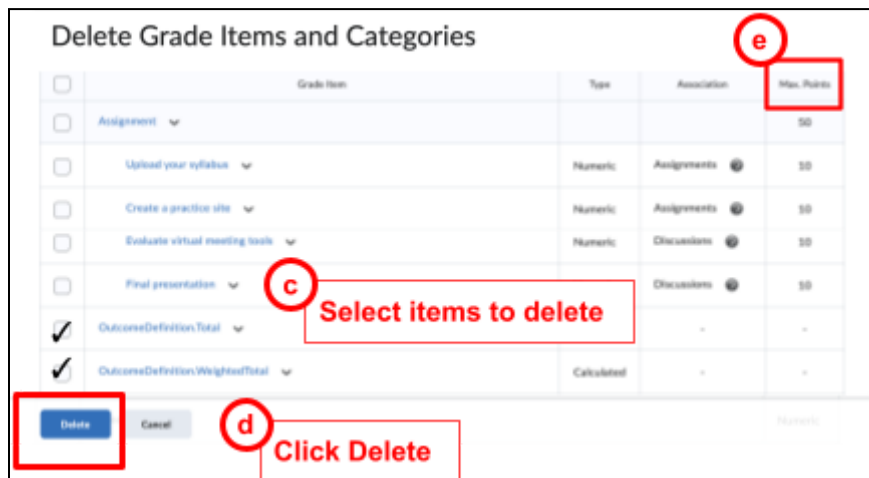 Delete Grade Items and Categories
e
Grade Item Type Association Max. Points
Assignment 50
Upload your syllabus Numeric Assignments 10
Create a practice site Numeric Assignments 10
Evaluate virtual meeting tools Numeric Discussions 10
Final presentation Discussions 10
c
Select items to delete
OutcomeDefinition.Total - -
OutcomeDefinition.WeightedTotal Calculated - -
Delete Cancel Numeric
d
Click Delete